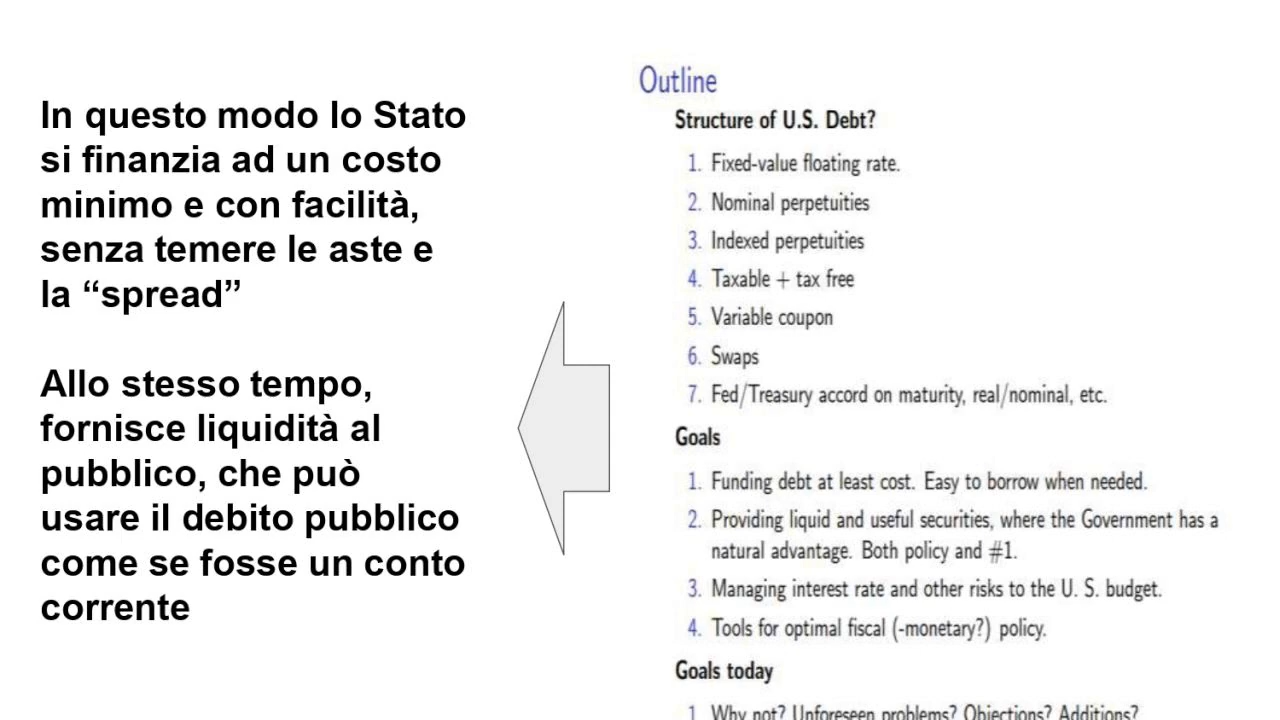 In questo modo lo Stato
si finanzia ad un costo
minimo e con facilità,
senza temere le aste e
la “spread”
Allo stesso tempo,
fornisce liquidità al
pubblico, che può
usare il debito pubblico
come se fosse un conto
corrente
Outline
Structure of U.S. Debt?
1. Fixed-value floating rate.
2. Nominal perpetuities
3. Indexed perpetuities
4. Taxable + tax free
5. Variable coupon
6. Swaps
7. Fed/Treasury accord on maturity, real/nominal, etc.
Goals
1. Funding debt at least cost. Easy to borrow when needed.
2. Providing liquid and useful securities, where the Government has a
natural advantage. Both policy and #1.
3. Managing interest rate and other risks to the U. S. budget.
4. Tools for optimal fiscal (-monetary?) policy.
Goals today
1. Why not? Unforeseen problems? Objections? Additions?